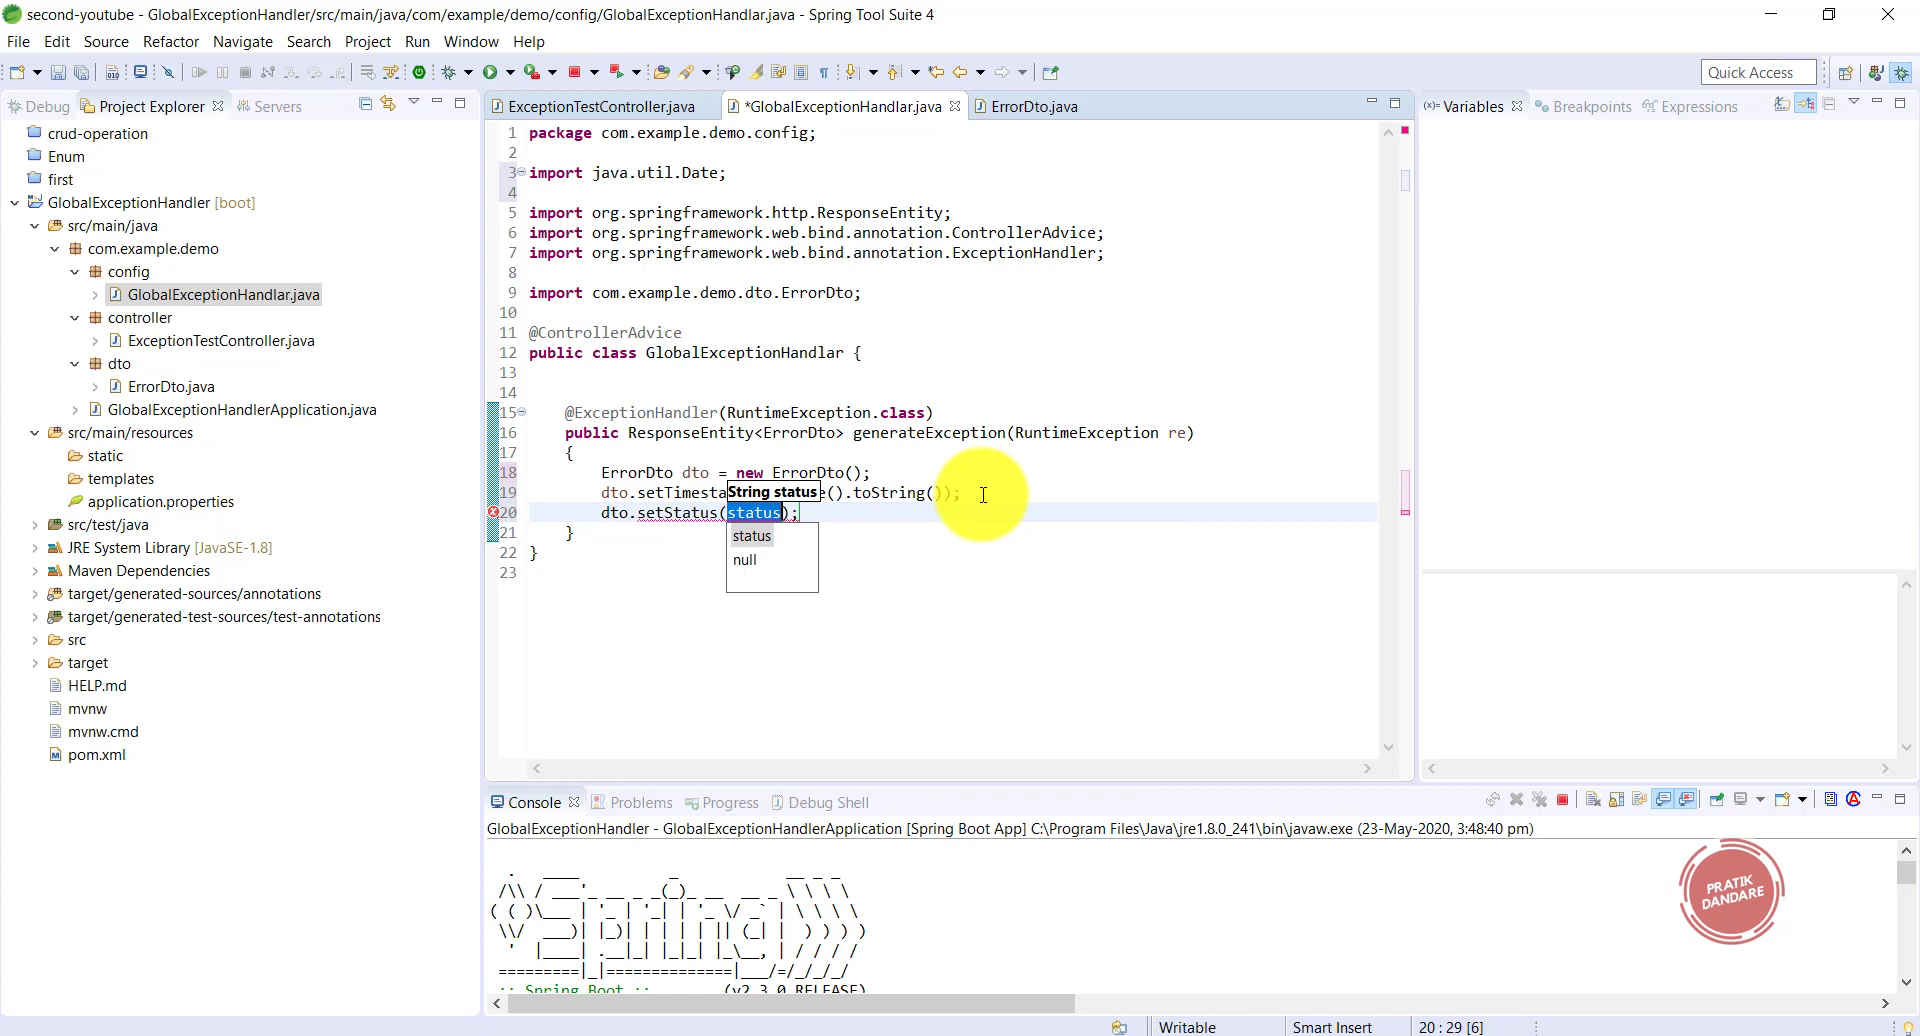 second-youtube - GlobalExceptionHandler/src/main/java/com/example/demo/config/GlobalExceptionHandlar.java - Spring Tool Suite 4
File Edit Source Refactor Navigate Search Project Run Window Help
Quick Access
Debug Project Explorer Servers
crud-operation
Enum
first
GlobalExceptionHandler [boot]
src/main/java
com.example.demo
config
GlobalExceptionHandlar.java
controller
ExceptionTestController.java
dto
ErrorDto.java
GlobalExceptionHandlerApplication.java
src/main/resources
static
templates
application.properties
src/test/java
JRE System Library [JavaSE-1.8]
Maven Dependencies
target/generated-sources/annotations
target/generated-test-sources/test-annotations
src
target
HELP.md
mvnw
mvnw.cmd
pom.xml
ExceptionTestController.java *GlobalExceptionHandlar.java ErrorDto.java
1 package com.example.demo.config;
2
3 import java.util.Date;
4
5 import org.springframework.http.ResponseEntity;
6 import org.springframework.web.bind.annotation.ControllerAdvice;
7 import org.springframework.web.bind.annotation.ExceptionHandler;
8
9 import com.example.demo.dto.ErrorDto;
10
11 @ControllerAdvice
12 public class GlobalExceptionHandlar {
13
14
15 @ExceptionHandler(RuntimeException.class)
16 public ResponseEntity<ErrorDto> generateException(RuntimeException re)
17 {
18 ErrorDto dto = new ErrorDto();
19 dto.setTimesta String status e().toString());
20 dto.setStatus(status);
21 }
22 }
23
status
null
Variables Breakpoints Expressions
Console Problems Progress Debug Shell
GlobalExceptionHandler - GlobalExceptionHandlerApplication [Spring Boot App] C:\Program Files\Java\jre1.8.0_241\bin\javaw.exe (23-May-2020, 3:48:40 pm)
:: Spring Boot :: (v2.3.0.RELEASE)
PRATIK
DANDARE
Writable Smart Insert 20 : 29 [6]